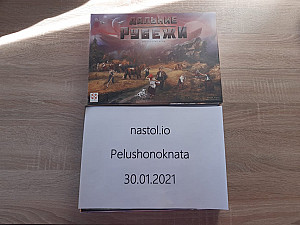 ДАЛЬНИЕ
РУБЕЖИ
nastol.io
Pelushonoknata
30.01.2021